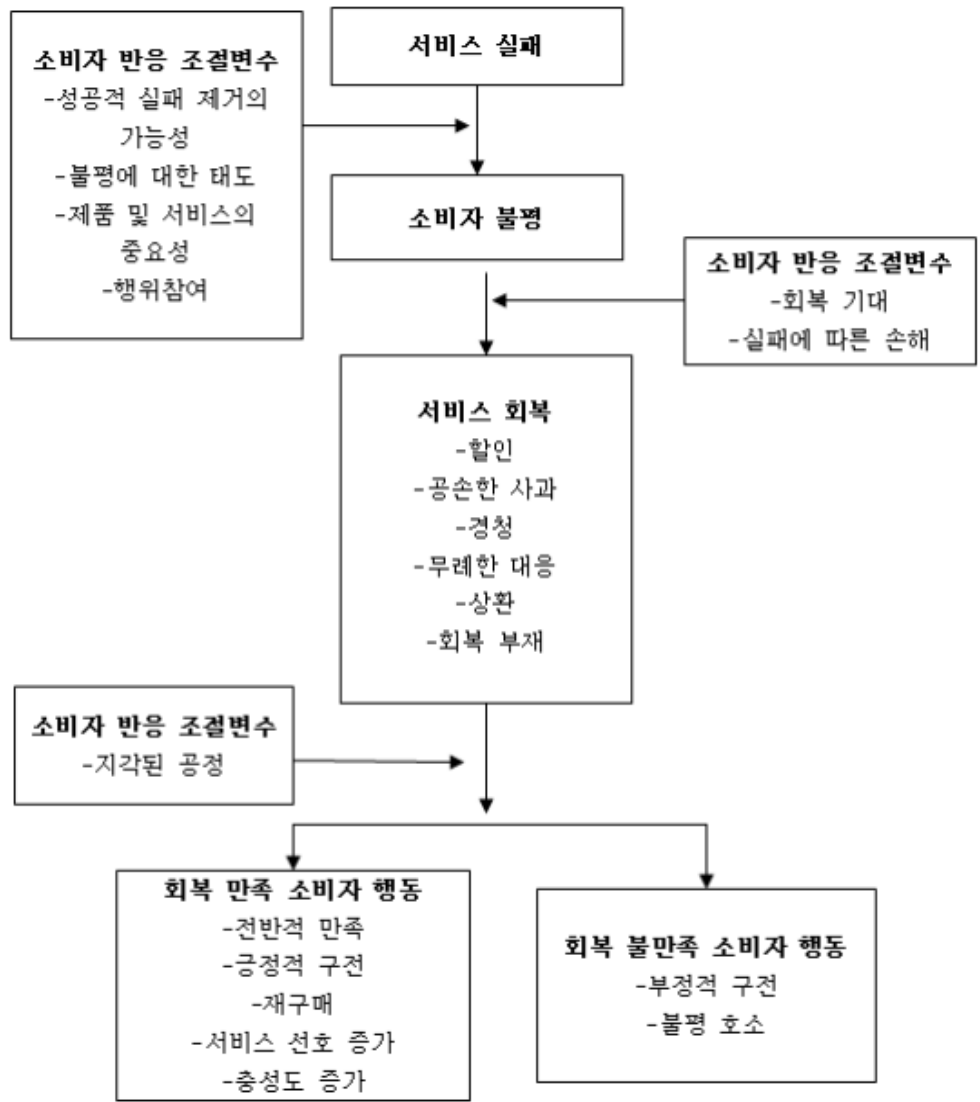 서비스 실패
소비자 반응 조절변수
-성공적 실패 제거의
가능성
-불평에 대한 태도
-제품 및 서비스의
중요성
-행위참여
소비자 불평
소비자 반응 조절변수
-회복 기대
-실패에 따른 손해
서비스 회복
-할인
-공손한 사과
-경청
-무례한 대응
-상환
-회복 부재
소비자 반응 조절변수
-지각된 공정
회복 만족 소비자 행동
-전반적 만족
-긍정적 구전
-재구매
-서비스 선호 증가
-충성도 증가
회복 불만족 소비자 행동
-부정적 구전
-불평 호소